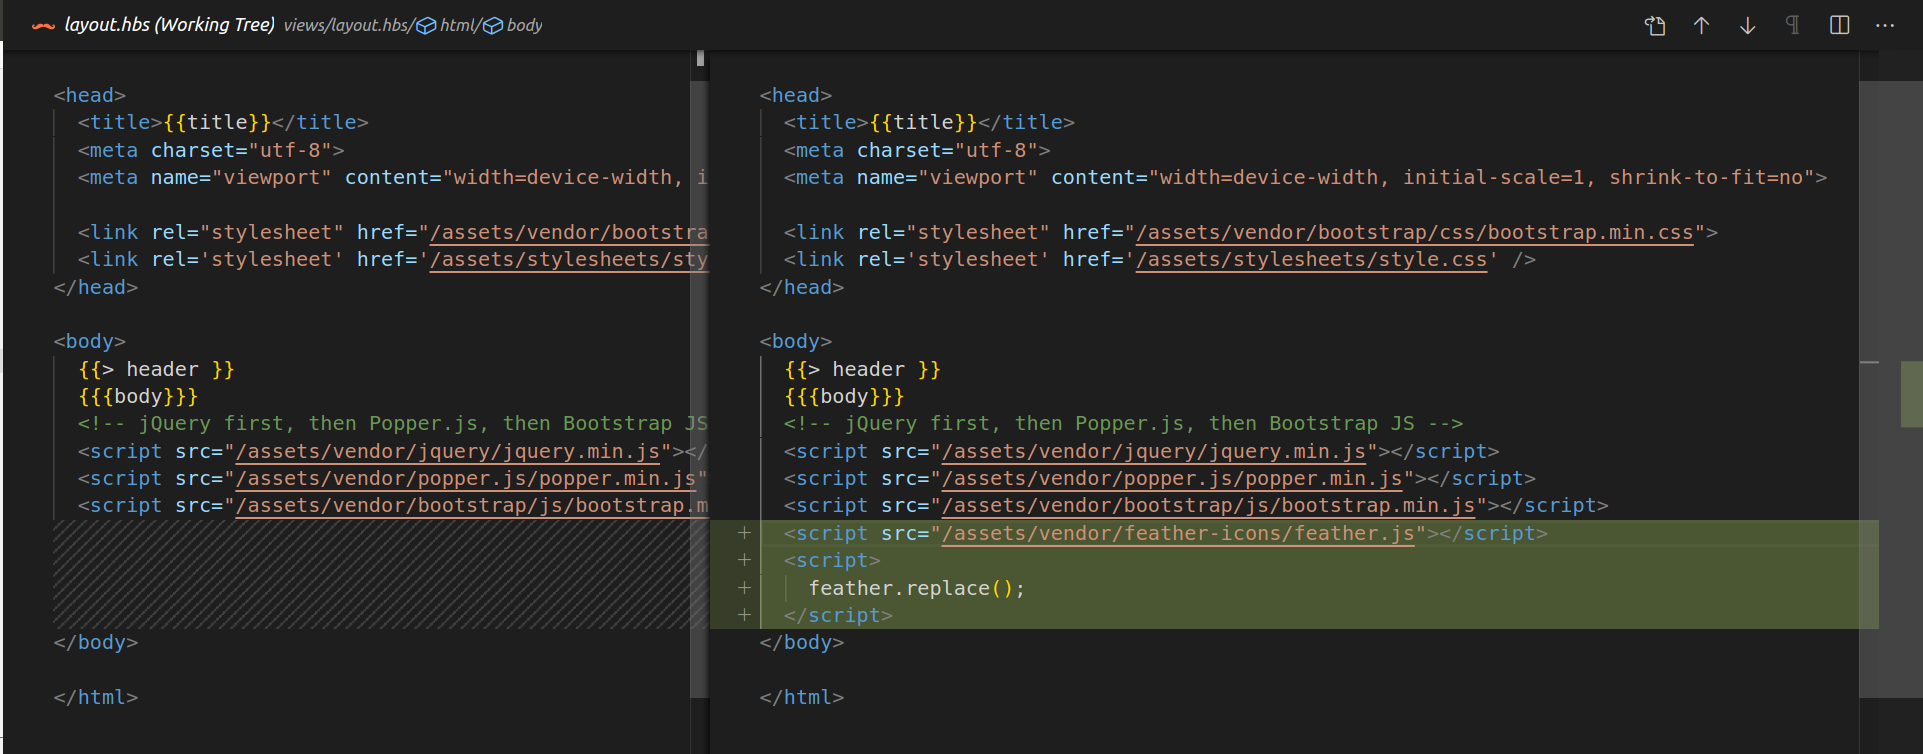 layout.hbs (Working Tree) views/layout.hbs/html/body
<head>
<title>{{title}}</title>
<meta charset="utf-8">
<meta name="viewport" content="width=device-width, i
<link rel="stylesheet" href="/assets/vendor/bootstra
<link rel='stylesheet' href='/assets/stylesheets/sty
</head>
<body>
{{> header }}
{{{body}}}
<!-- jQuery first, then Popper.js, then Bootstrap JS
<script src="/assets/vendor/jquery/jquery.min.js"></
<script src="/assets/vendor/popper.js/popper.min.js"
<script src="/assets/vendor/bootstrap/js/bootstrap.m
</body>
</html>
<head>
<title>{{title}}</title>
<meta charset="utf-8">
<meta name="viewport" content="width=device-width, initial-scale=1, shrink-to-fit=no">
<link rel="stylesheet" href="/assets/vendor/bootstrap/css/bootstrap.min.css">
<link rel='stylesheet' href='/assets/stylesheets/style.css' />
</head>
<body>
{{> header }}
{{{body}}}
<!-- jQuery first, then Popper.js, then Bootstrap JS -->
<script src="/assets/vendor/jquery/jquery.min.js"></script>
<script src="/assets/vendor/popper.js/popper.min.js"></script>
<script src="/assets/vendor/bootstrap/js/bootstrap.min.js"></script>
+ <script src="/assets/vendor/feather-icons/feather.js"></script>
+ <script>
+ feather.replace();
+ </script>
</body>
</html>